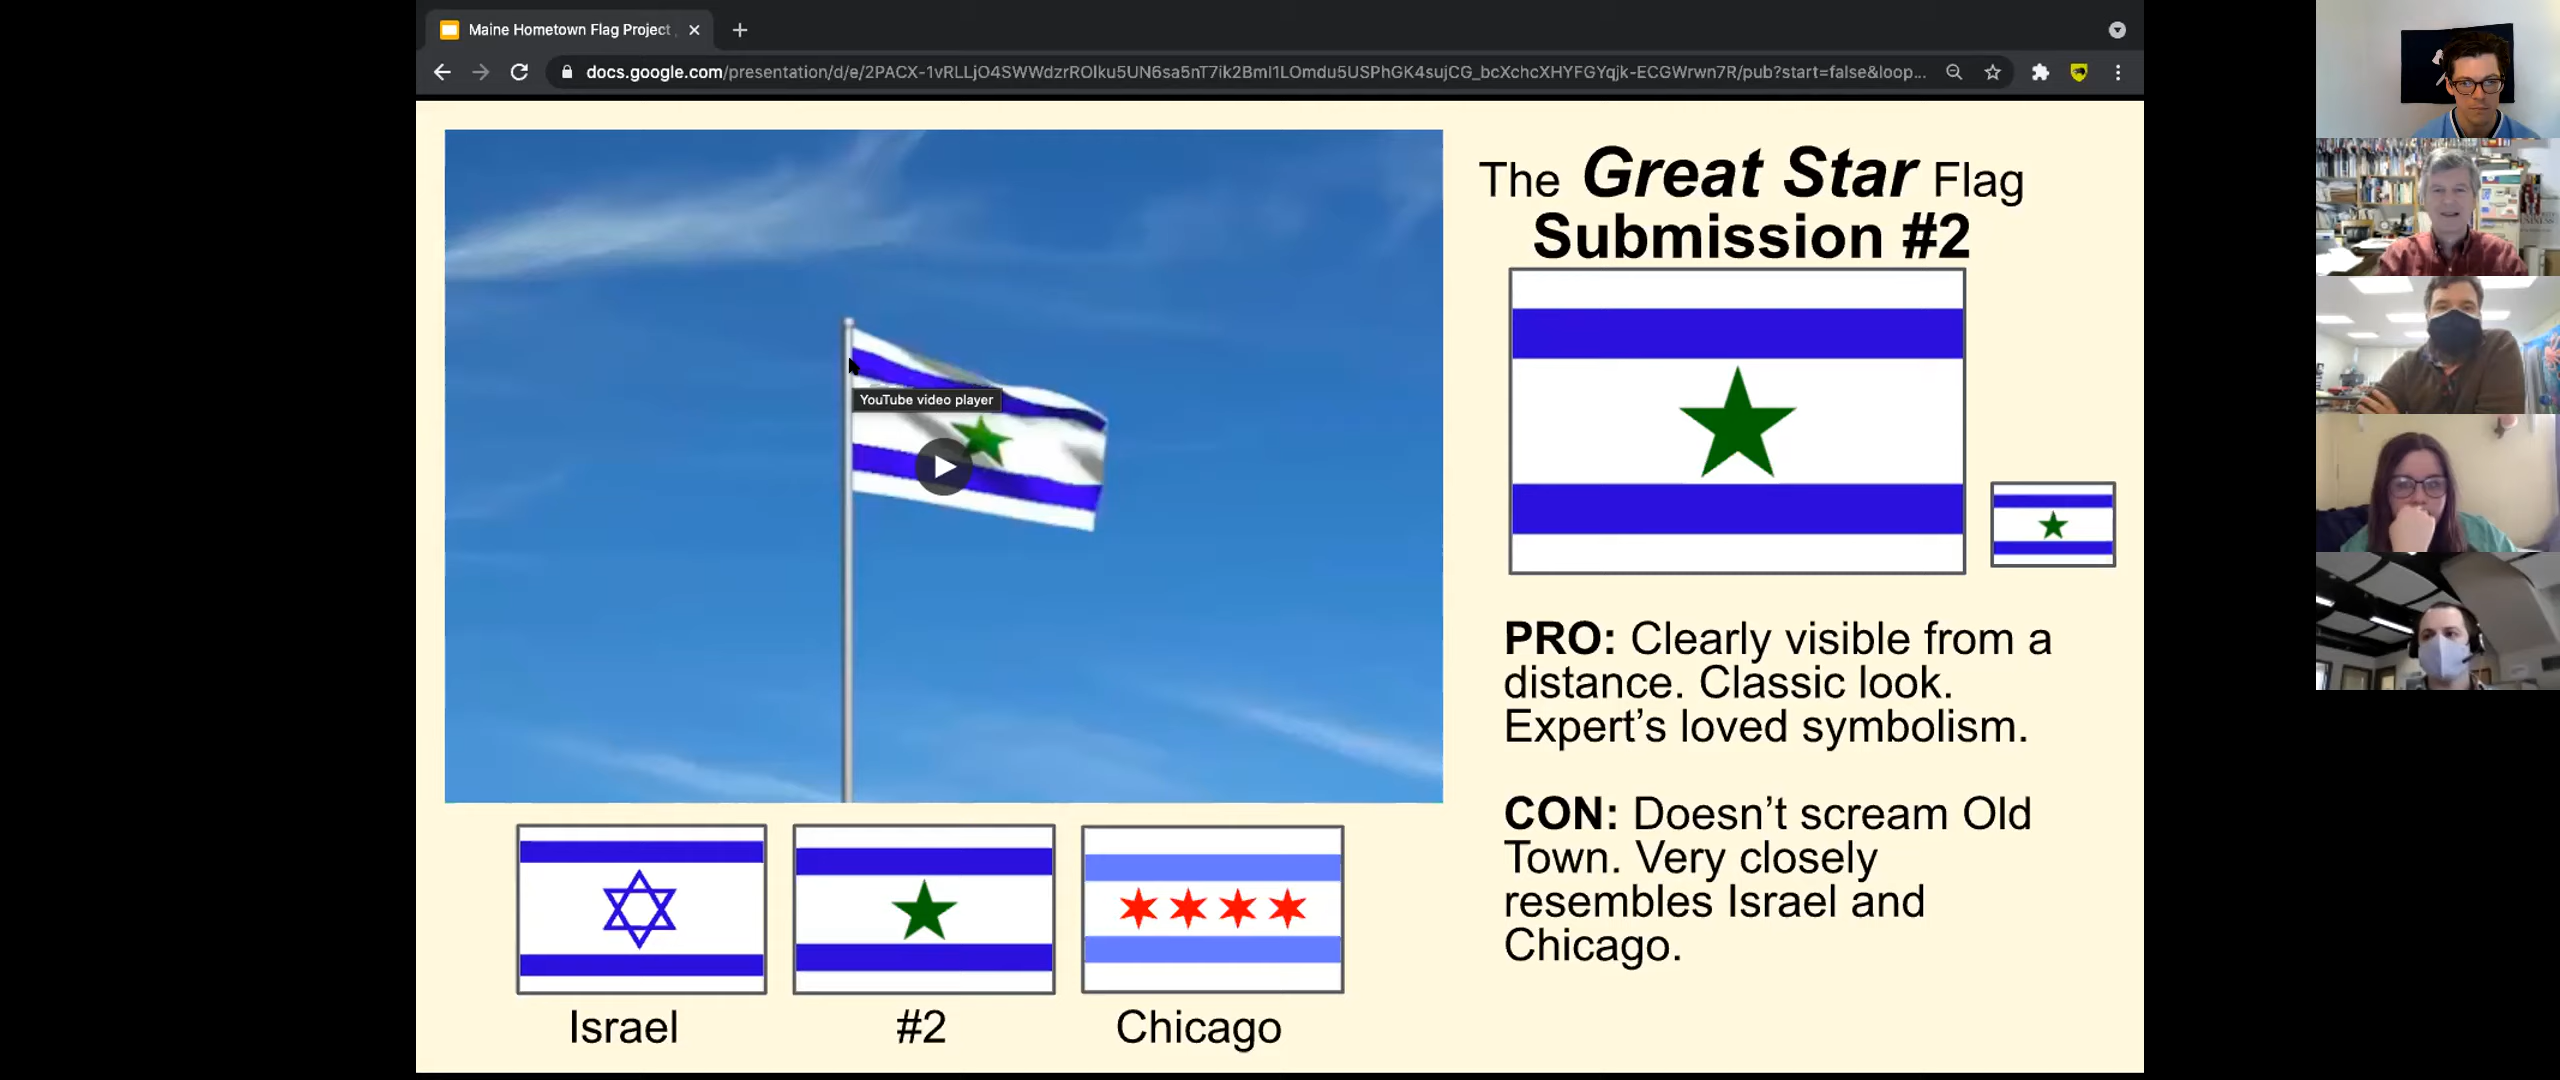 Maine Hometown Flag Project
docs.google.com/presentation/d/e/2PACX-1vRLLjO4SWWdzrROlku5UN6sa5nT7ik2BmI1LOmdu5USPhGK4sujCG_bcXchcXHYFGYqjk-ECGWrwn7R/pub?start=false&loop...
The Great Star Flag
Submission #2
YouTube video player
PRO: Clearly visible from a
distance. Classic look.
Expert's loved symbolism.
CON: Doesn't scream Old
Town. Very closely
resembles Israel and
Chicago.
Israel
#2
Chicago